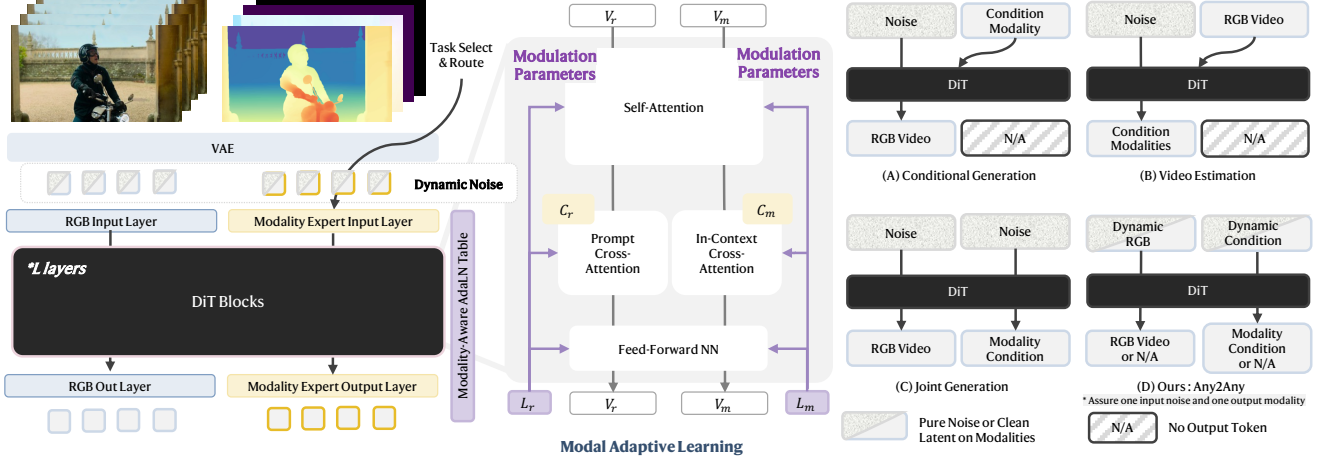 Task Select
& Route
VAE
Dynamic Noise
RGB Input Layer
Modality Expert Input Layer
*L layers
DiT Blocks
RGB Out Layer
Modality Expert Output Layer
Modality-Aware AdaLN Table
V_r
V_m
Modulation
Parameters
Modulation
Parameters
Self-Attention
C_r
C_m
Prompt
Cross-
Attention
In-Context
Cross-
Attention
Feed-Forward NN
L_r
V_r
V_m
L_m
Modal Adaptive Learning
Noise
Condition
Modality
DiT
RGB Video
N/A
(A) Conditional Generation
Noise
RGB Video
DiT
Condition
Modalities
N/A
(B) Video Estimation
Noise
Noise
DiT
RGB Video
Modality
Condition
(C) Joint Generation
Dynamic
RGB
Dynamic
Condition
DiT
RGB Video
or N/A
Modality
Condition
or N/A
(D) Ours : Any2Any
* Assure one input noise and one output modality
Pure Noise or Clean
Latent on Modalities
N/A
No Output Token